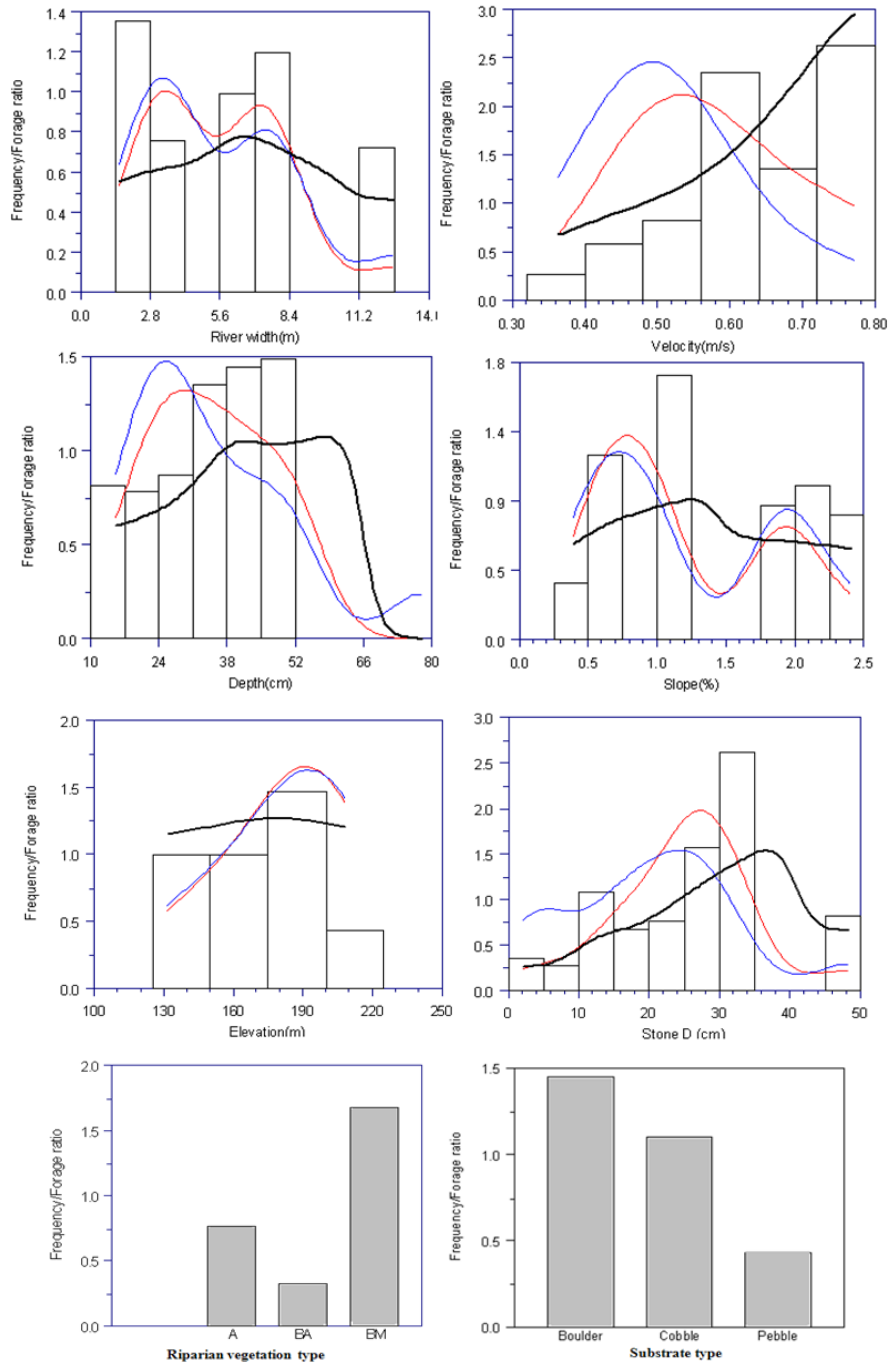 Frequency/Forage ratio
1.4
1.2
1.0
0.8
0.6
0.4
0.2
0.0
0.0 2.8 5.6 8.4 11.2 14.
River width(m)
Frequency/Forage ratio
3.0
2.5
2.0
1.5
1.0
0.5
0.0
0.30 0.40 0.50 0.60 0.70 0.80
Velocity(m/s)
Frequency/Forage ratio
1.5
1.0
0.5
0.0
10 24 38 52 66 80
Depth(cm)
Frequency/Forage ratio
1.8
1.4
0.9
0.5
0.0
0.0 0.5 1.0 1.5 2.0 2.5
Slope(%)
Frequency/Forage ratio
2.0
1.5
1.0
0.5
0.0
100 130 160 190 220 250
Elevation(m)
Frequency/Forage ratio
3.0
2.5
2.0
1.5
1.0
0.5
0.0
0 10 20 30 40 50
Stone D (cm)
Frequency/Forage ratio
2.0
1.5
1.0
0.5
0.0
A BA BM
Riparian vegetation type
Frequency/Forage ratio
1.5
1.0
0.5
0.0
Boulder Cobble Pebble
Substrate type